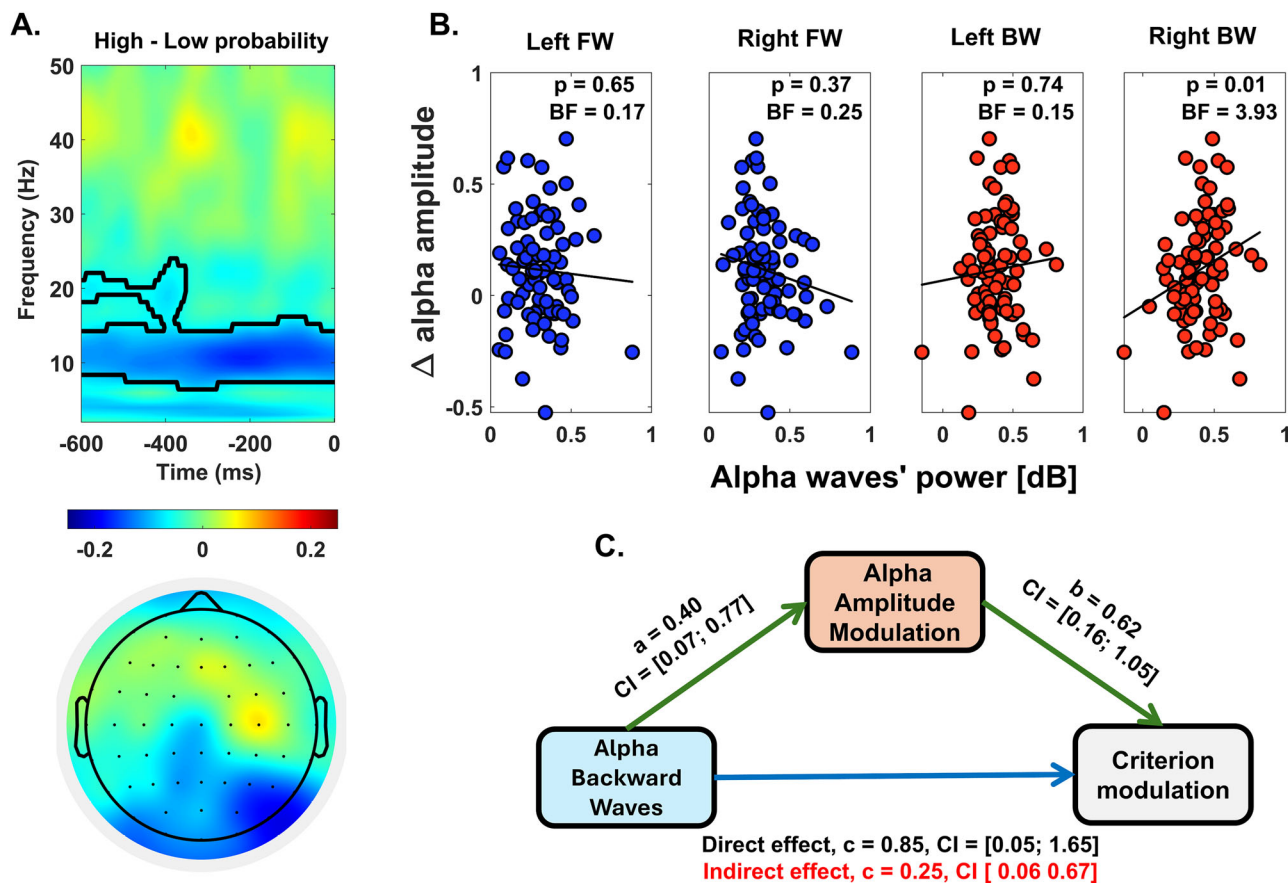 A.
High - Low probability
50
40
30
20
10
Frequency (Hz)
-600
-400
-200
0
Time (ms)
-0.2
0
0.2
B.
Left FW
Right FW
Left BW
Right BW
p = 0.65
BF = 0.17
p = 0.37
BF = 0.25
p = 0.74
BF = 0.15
p = 0.01
BF = 3.93
Δ alpha amplitude
1
0.5
0
-0.5
0
0.5
1
0
0.5
1
0
0.5
1
0
0.5
1
Alpha waves' power [dB]
C.
Alpha
Amplitude
Modulation
a = 0.40
CI = [0.07; 0.77]
b = 0.62
CI = [0.16; 1.05]
Alpha
Backward
Waves
Criterion
modulation
Direct effect, c = 0.85, CI = [0.05; 1.65]
Indirect effect, c = 0.25, CI [ 0.06 0.67]